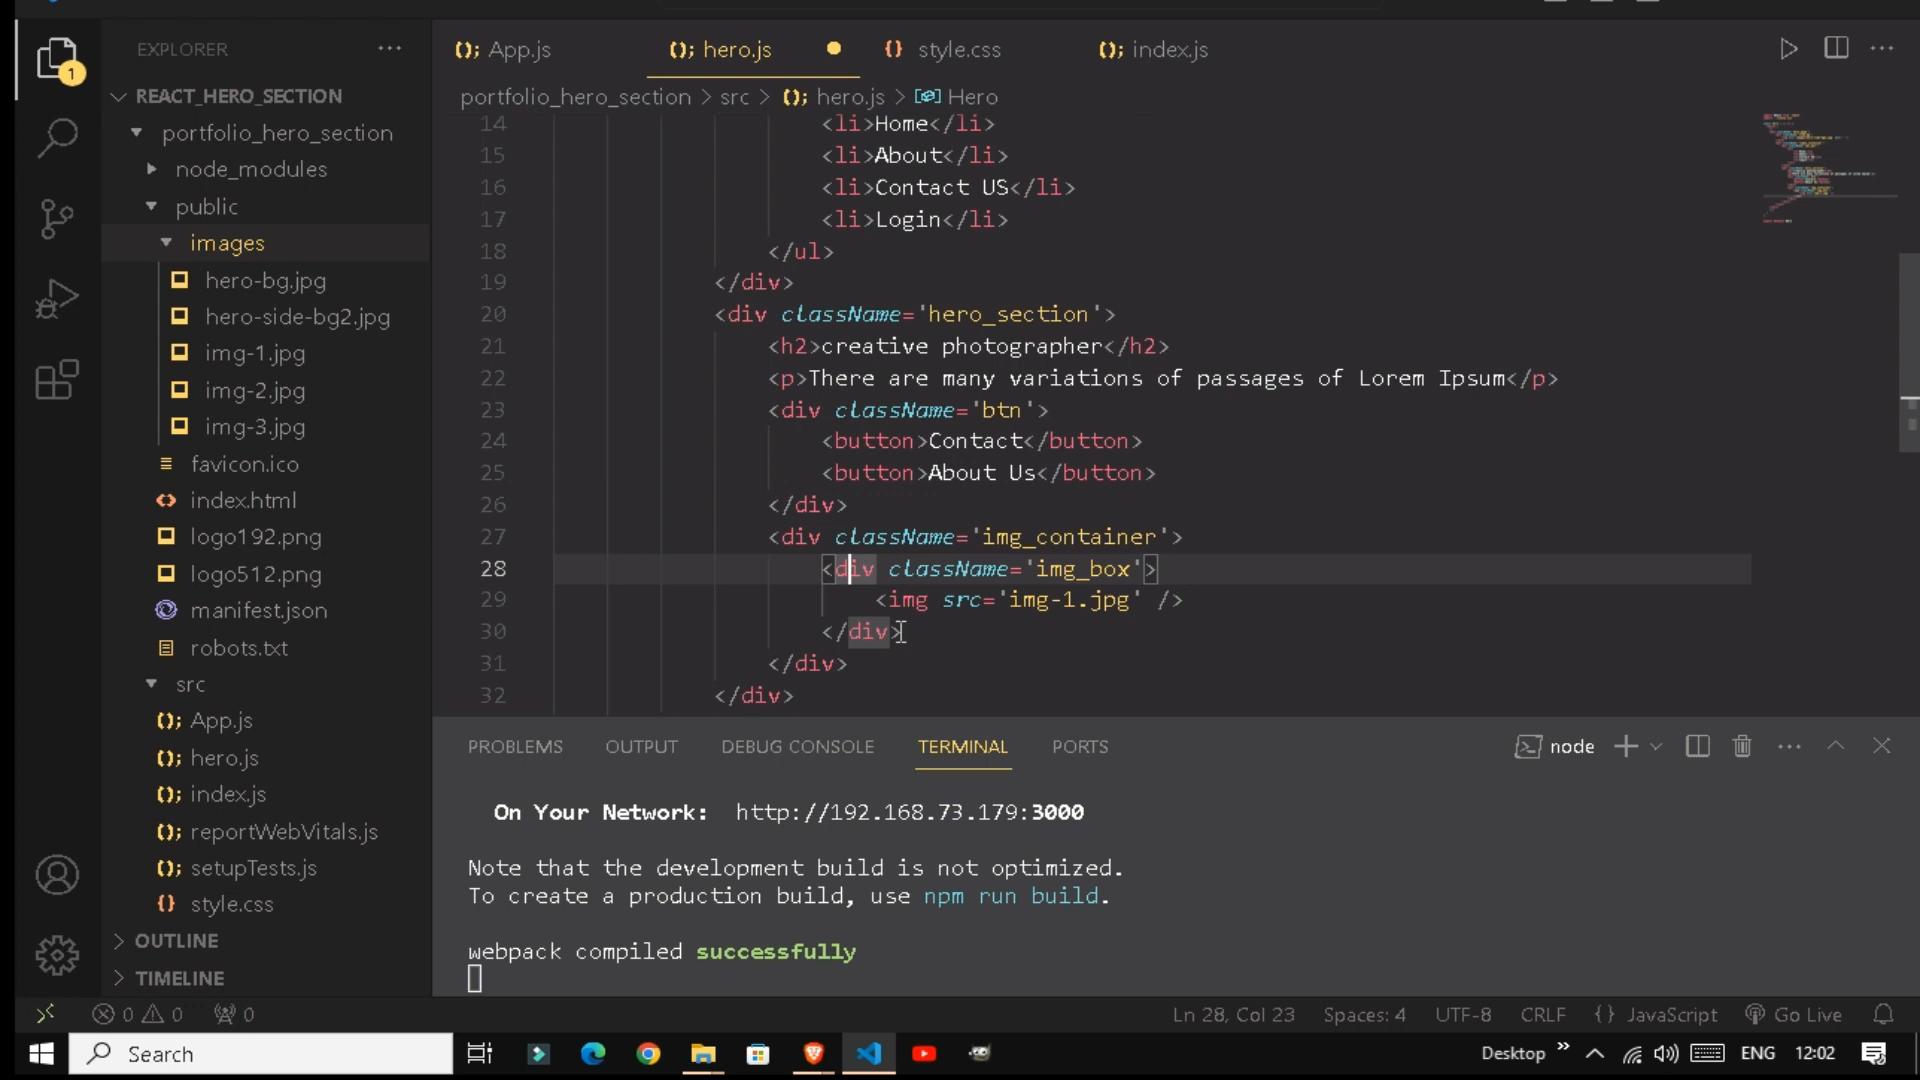 EXPLORER
1
REACT_HERO_SECTION
portfolio_hero_section
node_modules
public
images
hero-bg.jpg
hero-side-bg2.jpg
img-1.jpg
img-2.jpg
img-3.jpg
favicon.ico
index.html
logo192.png
logo512.png
manifest.json
robots.txt
src
App.js
hero.js
index.js
reportWebVitals.js
setupTests.js
style.css
OUTLINE
TIMELINE
App.js
hero.js
style.css
index.js
portfolio_hero_section > src > hero.js > Hero
14 <li>Home</li>
15 <li>About</li>
16 <li>Contact US</li>
17 <li>Login</li>
18 </ul>
19 </div>
20 <div className='hero_section'>
21 <h2>creative photographer</h2>
22 <p>There are many variations of passages of Lorem Ipsum</p>
23 <div className='btn'>
24 <button>Contact</button>
25 <button>About Us</button>
26 </div>
27 <div className='img_container'>
28 <div className='img_box'>
29 <img src='img-1.jpg' />
30 </div>
31 </div>
32 </div>
PROBLEMS OUTPUT DEBUG CONSOLE TERMINAL PORTS
node
On Your Network: http://192.168.73.179:3000
Note that the development build is not optimized.
To create a production build, use npm run build.
webpack compiled successfully
0 0 0
Ln 28, Col 23 Spaces: 4 UTF-8 CRLF {} JavaScript Go Live
Search
Desktop » ENG 12:02